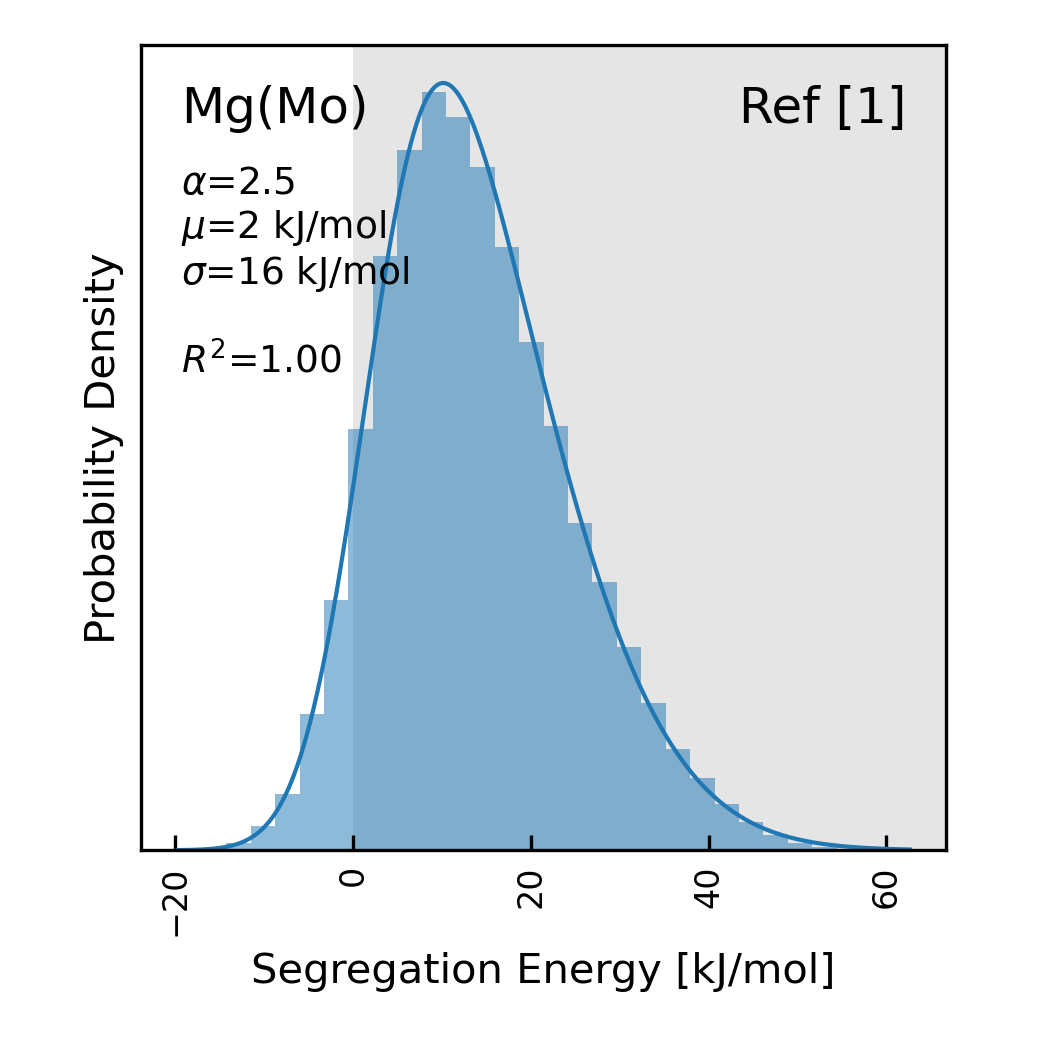 Mg(Mo)
Ref [1]
α=2.5
μ=2 kJ/mol
σ=16 kJ/mol
R²=1.00
Probability Density
−20 0 20 40 60
Segregation Energy [kJ/mol]